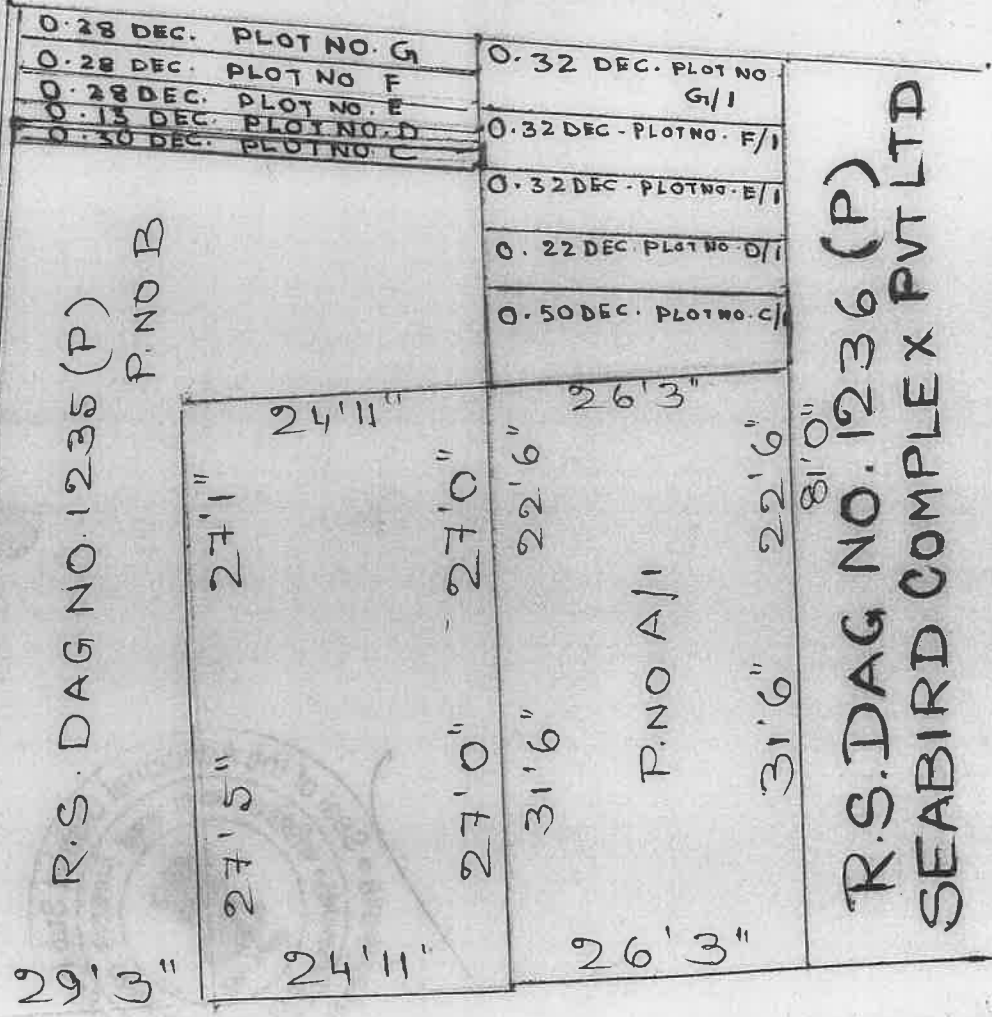 0.28 DEC. PLOT NO. G
0.28 DEC. PLOT NO F
0.28 DEC. PLOT NO. E
0.13 DEC. PLOT NO. D
0.30 DEC. PLOT NO. C
0.32 DEC. PLOT NO
G/1
0.32 DEC - PLOT NO. F/1
0.32 DEC - PLOT NO. E/1
0.22 DEC. PLOT NO. D/1
0.50 DEC. PLOT NO. C/1
R.S. DAG NO. 1235 (P)
P. NO B
24'11"
27'1"
27'0"
27'5"
27'0"
24'11'
29'3"
26'3"
22'6"
22'6"
P. NO A/1
31'6"
31'6"
26'3"
81'0"
R.S. DAG NO. 1236 (P)
SEABIRD COMPLEX PVT LTD